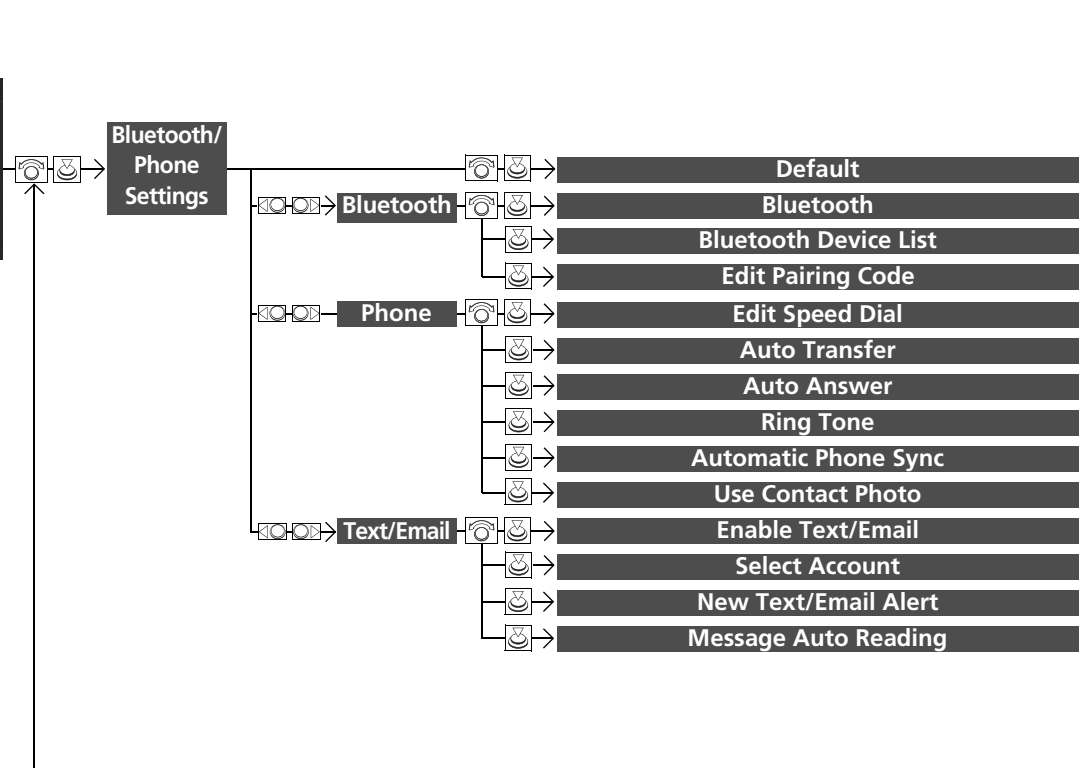 Bluetooth/
Phone
Settings
Default
Bluetooth
Bluetooth
Bluetooth Device List
Edit Pairing Code
Phone
Edit Speed Dial
Auto Transfer
Auto Answer
Ring Tone
Automatic Phone Sync
Use Contact Photo
Text/Email
Enable Text/Email
Select Account
New Text/Email Alert
Message Auto Reading